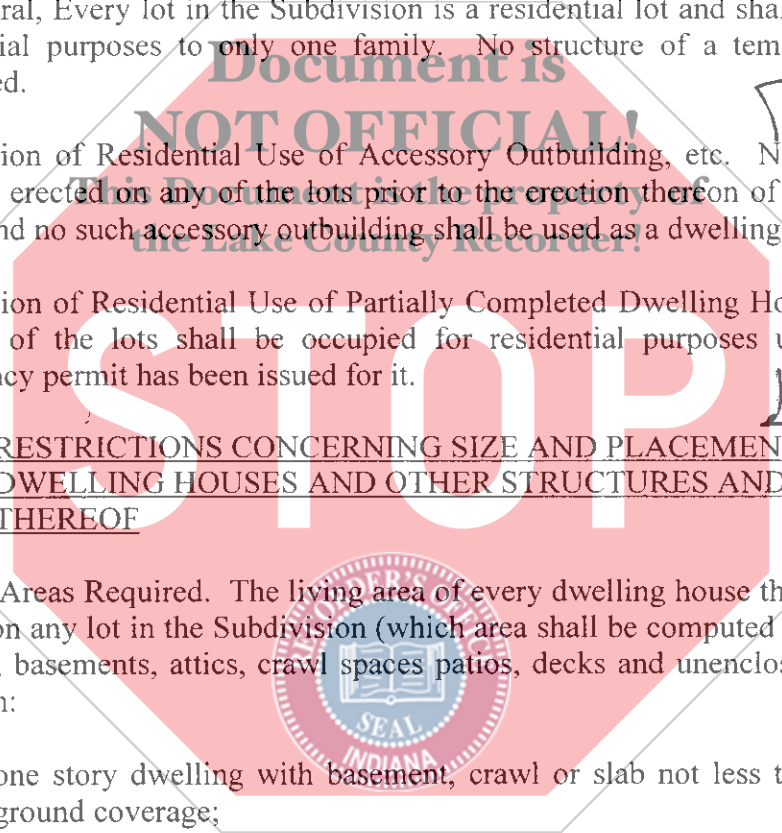 ral, Every lot in the Subdivision is a residential lot and sha
ial purposes to only one family. No structure of a tem
ed.
Document is
NOT OFFICIAL!
This Document is the property of
the Lake County Recorder!
ion of Residential Use of Accessory Outbuilding, etc. N
erected on any of the lots prior to the erection thereon of
nd no such accessory outbuilding shall be used as a dwelling
ion of Residential Use of Partially Completed Dwelling Ho
of the lots shall be occupied for residential purposes u
ncy permit has been issued for it.
STOP
RESTRICTIONS CONCERNING SIZE AND PLACEMEN
DWELLING HOUSES AND OTHER STRUCTURES AND
THEREOF
Areas Required. The living area of every dwelling house th
on any lot in the Subdivision (which area shall be computed
, basements, attics, crawl spaces patios, decks and unenclos
n:
RECORDER'S OFFICE
SEAL
INDIANA
one story dwelling with basement, crawl or slab not less t
ground coverage;